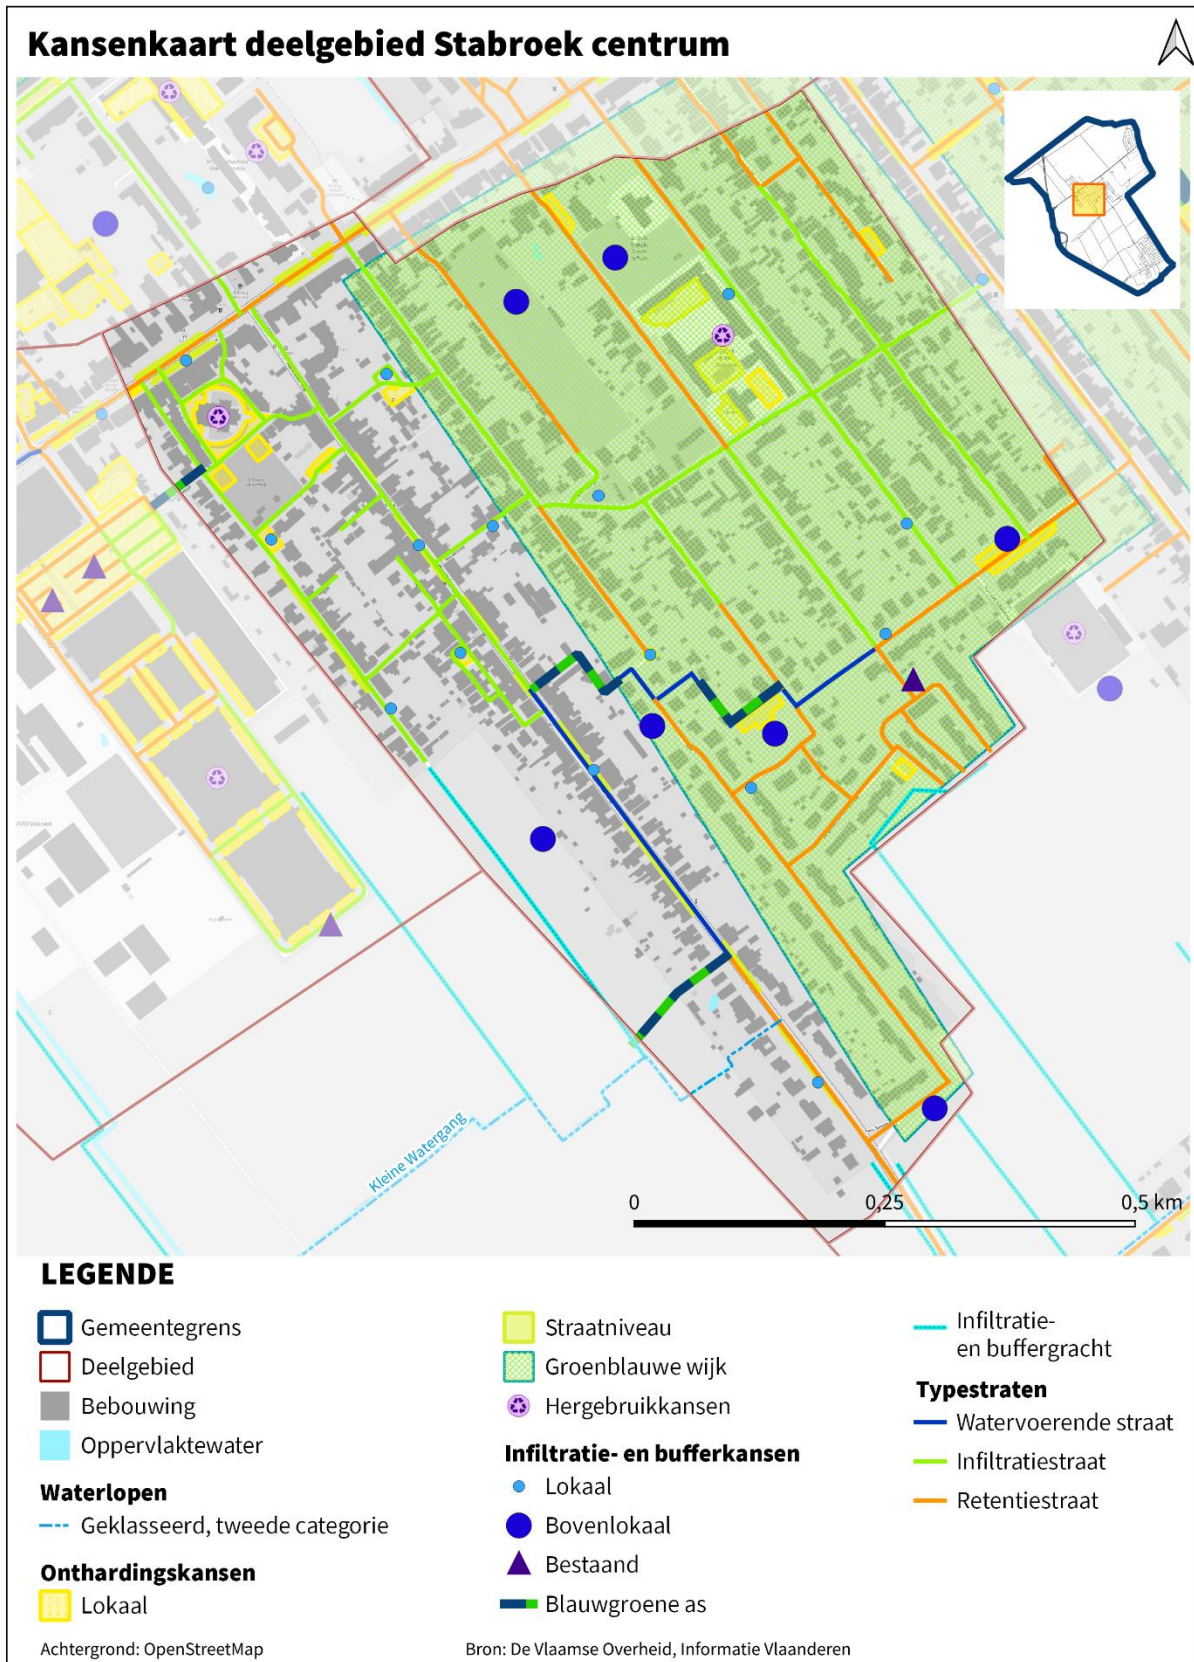 Kansenkaart deelgebied Stabroek centrum
Kleine Watergang
0
0,25
0,5 km
LEGENDE
Gemeentegrens
Deelgebied
Bebouwing
Oppervlaktewater
Waterlopen
Geklasseerd, tweede categorie
Onthardingskansen
Lokaal
Straatniveau
Groenblauwe wijk
Hergebruikkansen
Infiltratie- en bufferkansen
Lokaal
Bovenlokaal
Bestaand
Blauwgroene as
Infiltratie-
en buffergracht
Typestraten
Watervoerende straat
Infiltratiestraat
Retentiestraat
Achtergrond: OpenStreetMap
Bron: De Vlaamse Overheid, Informatie Vlaanderen